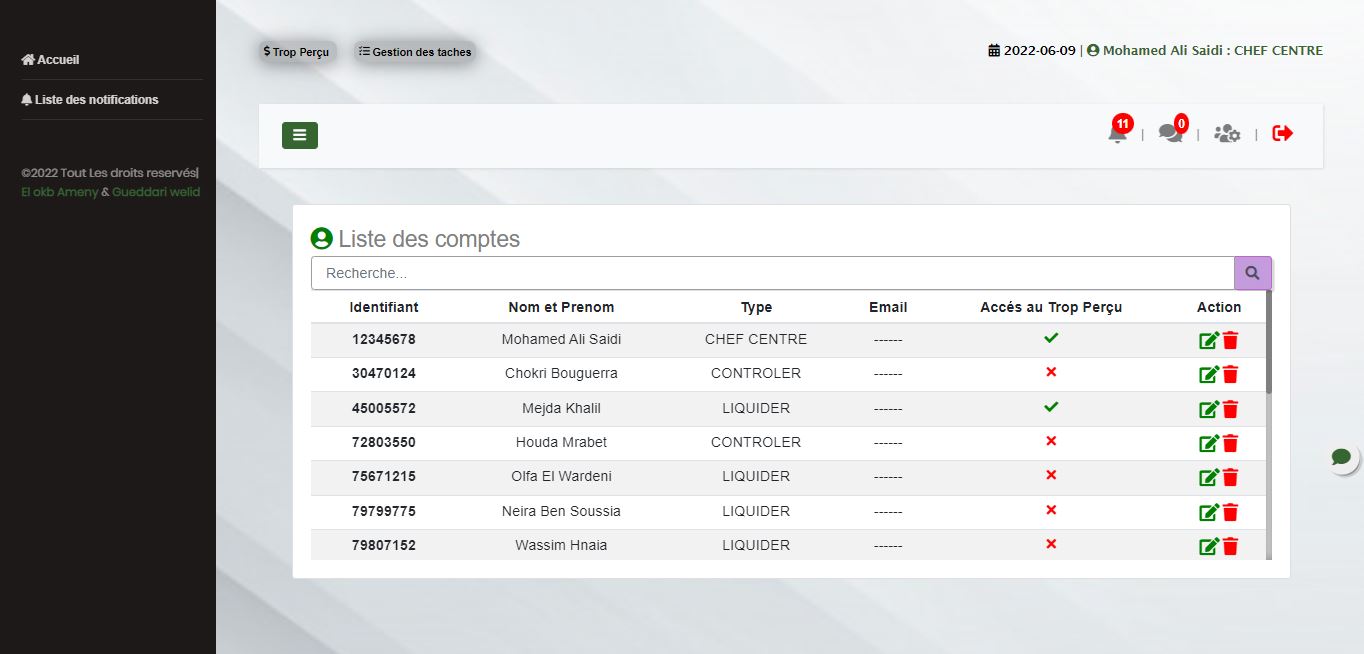 Accueil
Liste des notifications
©2022 Tout Les droits reservés|
El okb Ameny & Gueddari welid
$ Trop Perçu
Gestion des taches
2022-06-09 | Mohamed Ali Saidi : CHEF CENTRE
11 | 0 | |
Liste des comptes
Recherche...
Identifiant Nom et Prenom Type Email Accés au Trop Perçu Action
12345678 Mohamed Ali Saidi CHEF CENTRE ------
30470124 Chokri Bouguerra CONTROLER ------
45005572 Mejda Khalil LIQUIDER ------
72803550 Houda Mrabet CONTROLER ------
75671215 Olfa El Wardeni LIQUIDER ------
79799775 Neira Ben Soussia LIQUIDER ------
79807152 Wassim Hnaia LIQUIDER ------